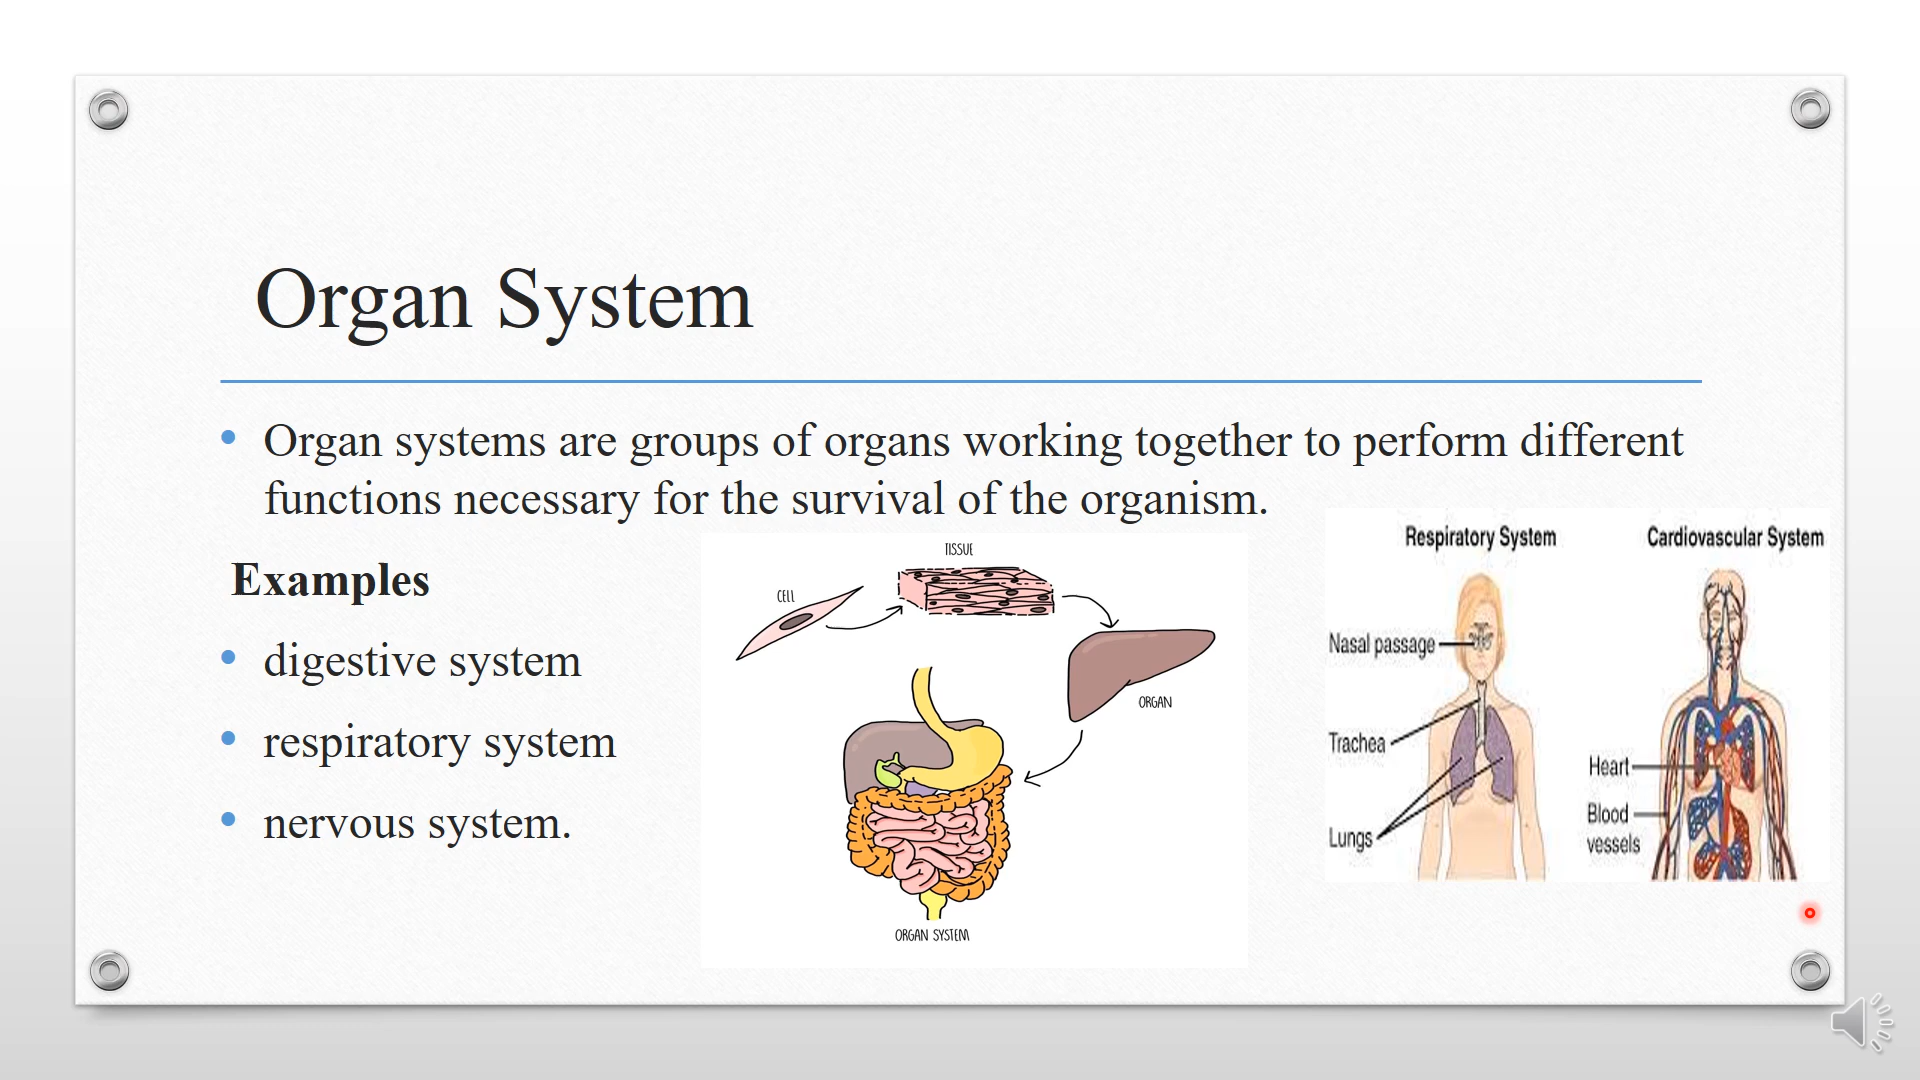 Organ System
Organ systems are groups of organs working together to perform different
functions necessary for the survival of the organism.
Examples
digestive system
respiratory system
nervous system.
TISSUE
CELL
ORGAN
ORGAN SYSTEM
Respiratory System
Nasal passage
Trachea
Lungs
Cardiovascular System
Heart
Blood
vessels